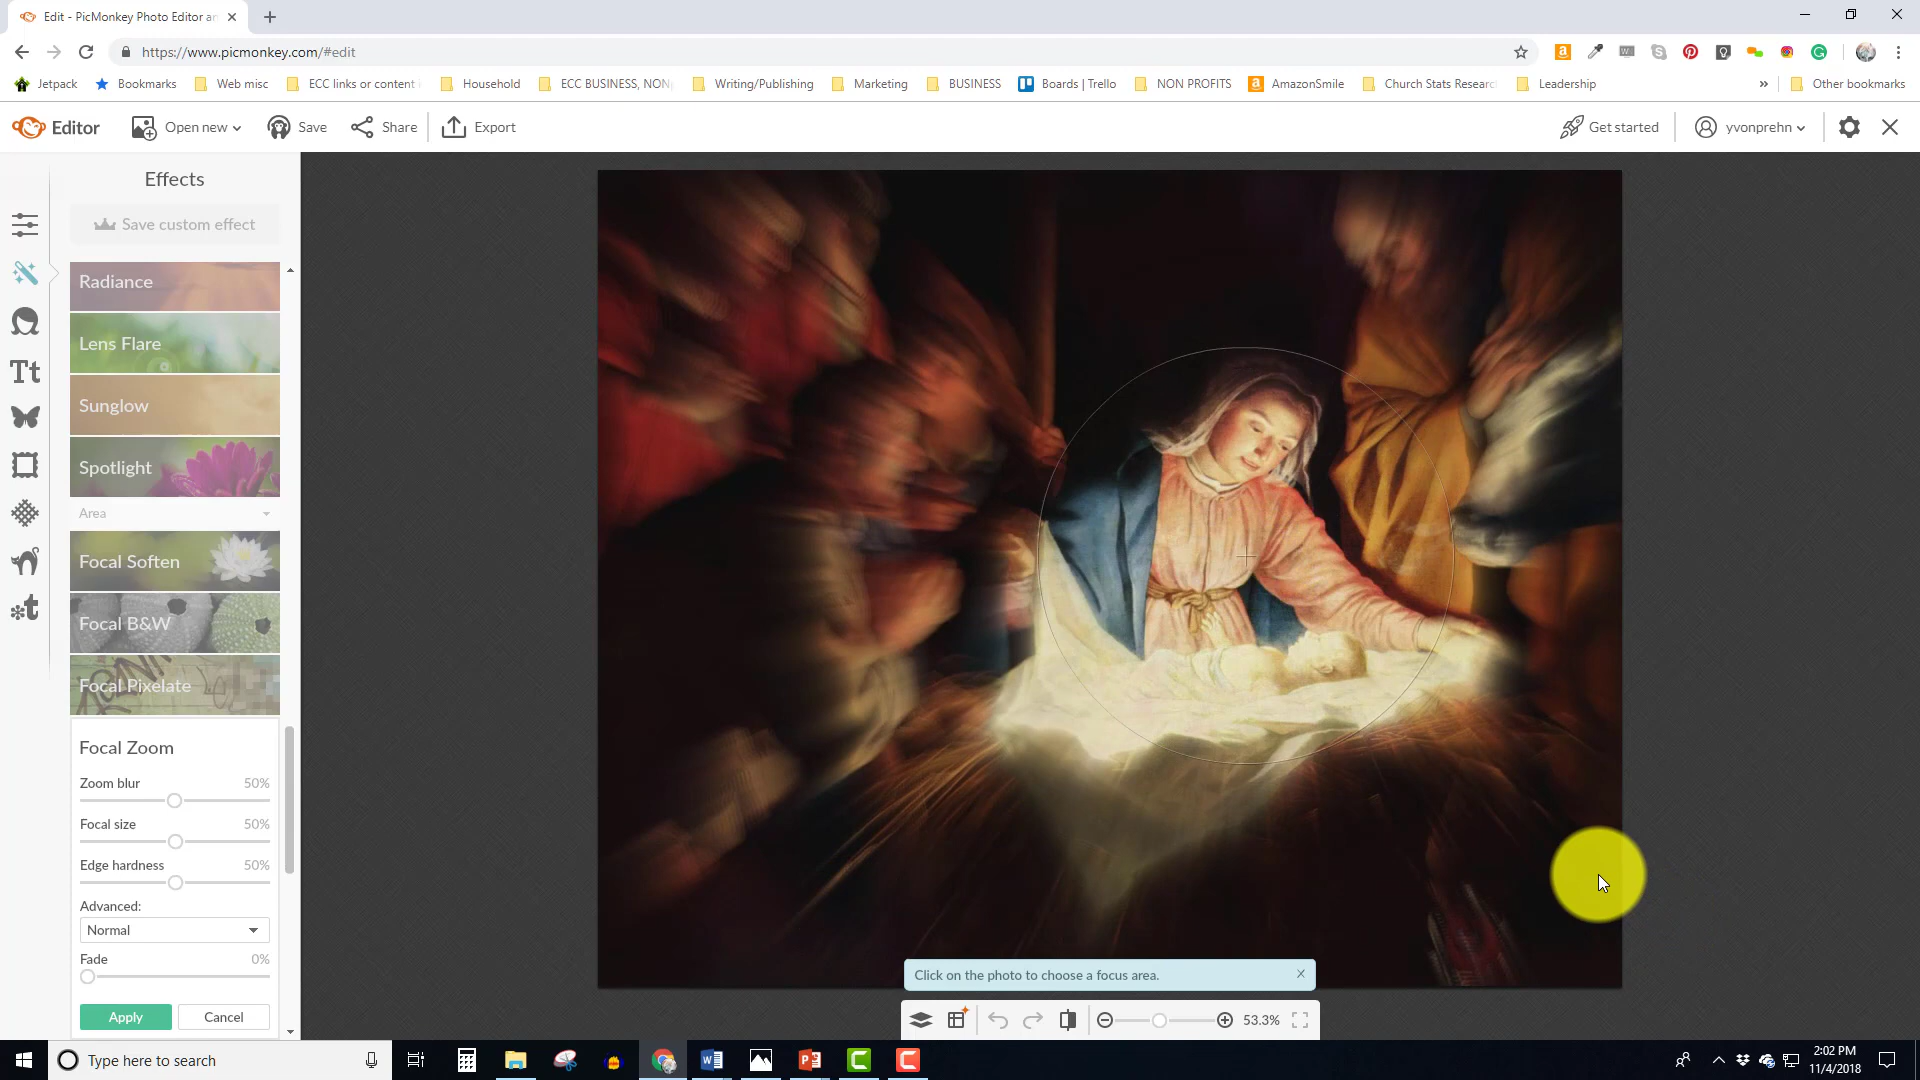 Edit - PicMonkey Photo Editor an
https://www.picmonkey.com/#edit
Jetpack Bookmarks Web misc ECC links or content Household ECC BUSINESS, NON Writing/Publishing Marketing BUSINESS Boards | Trello NON PROFITS AmazonSmile Church Stats Researc Leadership » Other bookmarks
Editor Open new Save Share Export Get started yvonprehn
Effects
Save custom effect
Radiance
Lens Flare
Sunglow
Spotlight
Area
Focal Soften
Focal B&W
Focal Pixelate
Focal Zoom
Zoom blur 50%
Focal size 50%
Edge hardness 50%
Advanced:
Normal
Fade 0%
Apply Cancel
Click on the photo to choose a focus area.
53.3%
Type here to search
2:02 PM
11/4/2018